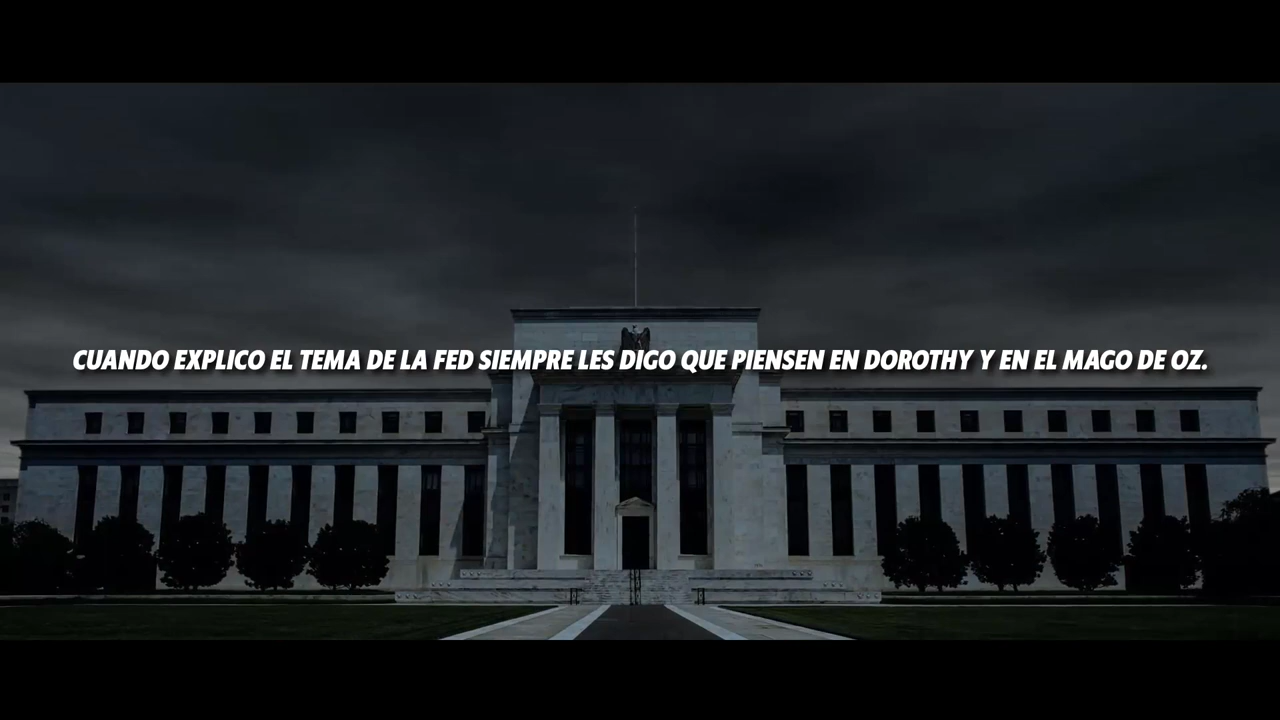 CUANDO EXPLICO EL TEMA DE LA FED SIEMPRE LES DIGO QUE PIENSEN EN DOROTHY Y EN EL MAGO DE OZ.